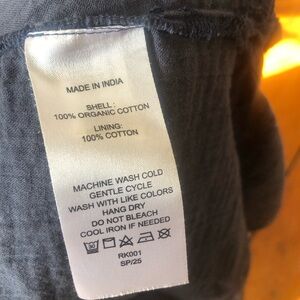 MADE IN INDIA
SHELL:
100% ORGANIC COTTON
LINING:
100% COTTON
MACHINE WASH COLD
GENTLE CYCLE
WASH WITH LIKE COLORS
HANG DRY
DO NOT BLEACH
COOL IRON IF NEEDED
RK001
SP/25